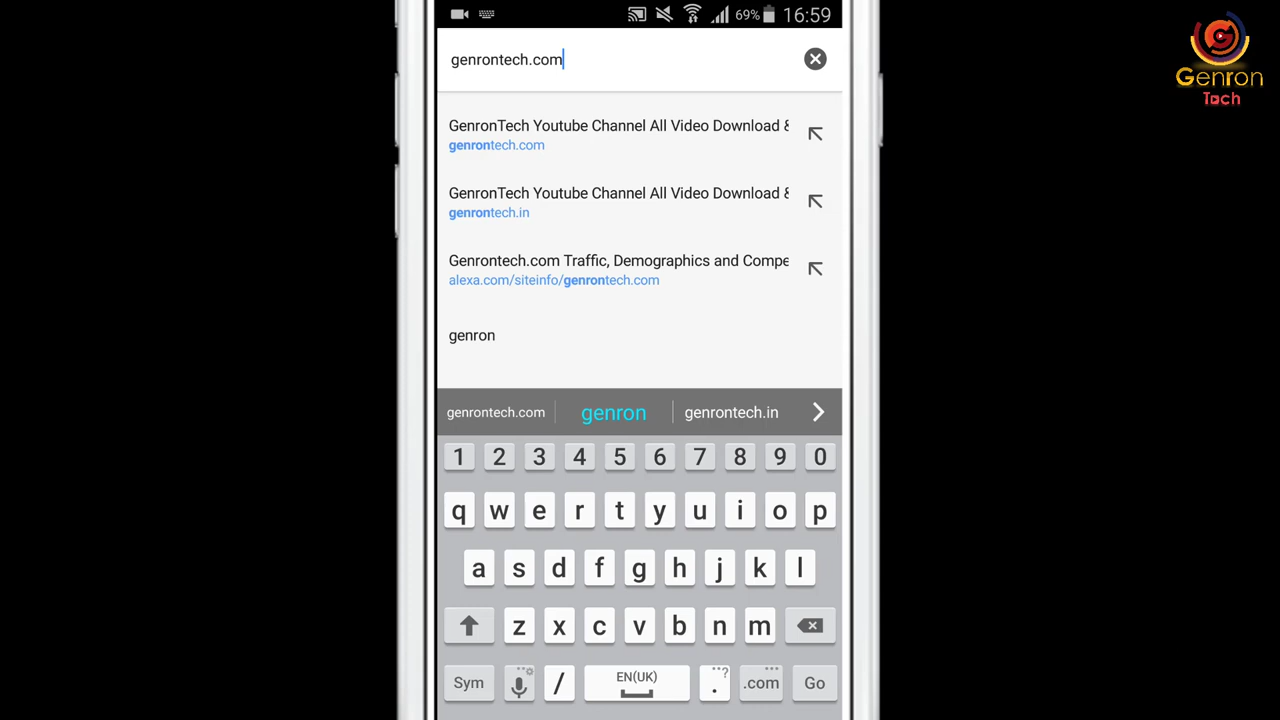 69% 16:59
genrontech.com
Genron
Tech
GenronTech Youtube Channel All Video Download &
genrontech.com
GenronTech Youtube Channel All Video Download &
genrontech.in
Genrontech.com Traffic, Demographics and Compe
alexa.com/siteinfo/genrontech.com
genron
genrontech.com genron genrontech.in
1 2 3 4 5 6 7 8 9 0
q w e r t y u i o p
a s d f g h j k l
z x c v b n m
Sym / EN(UK) . ? .com Go